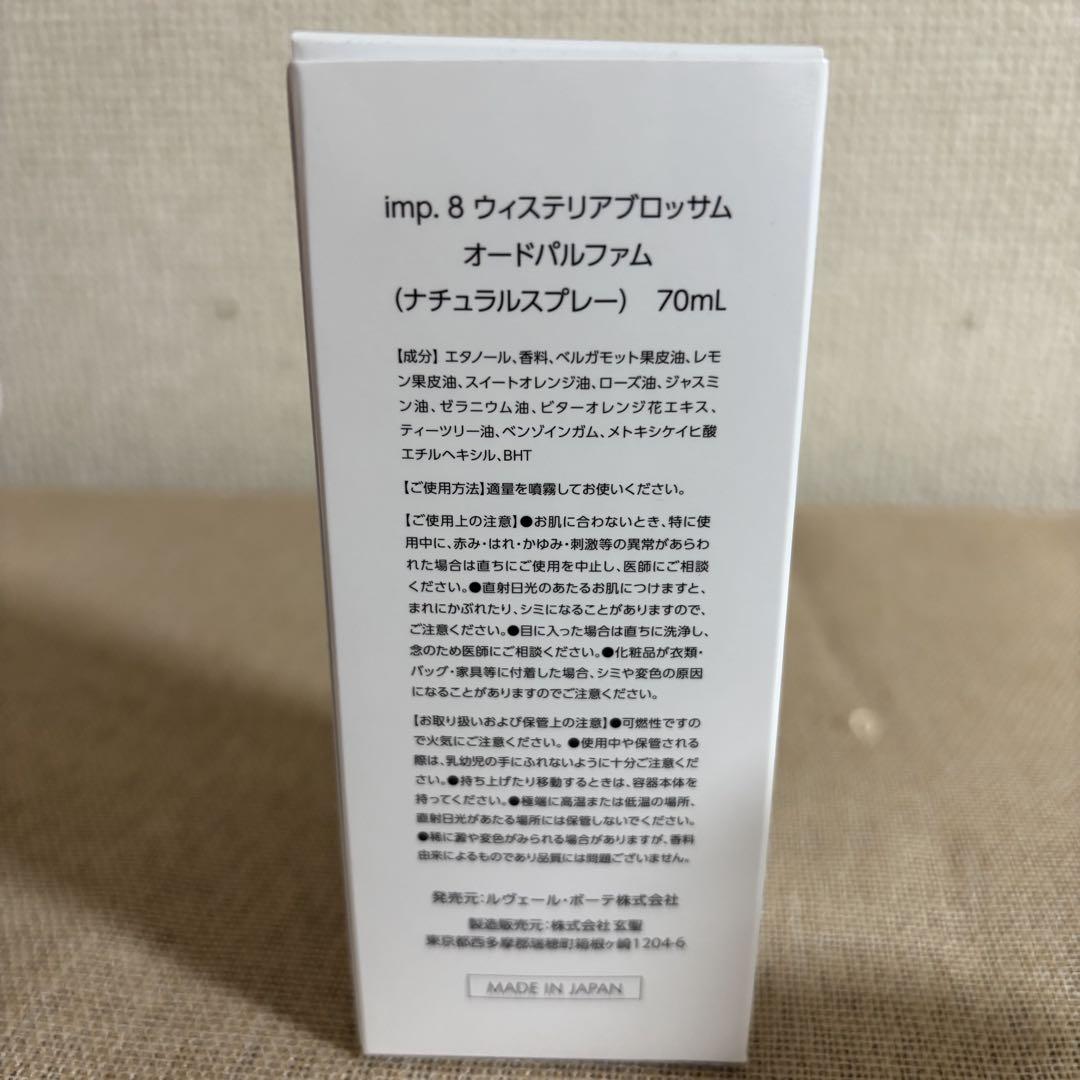 imp. 8 ウィステリアブロッサム
オードパルファム
（ナチュラルスプレー）　70mL
【成分】エタノール、香料、ベルガモット果皮油、レモ
ン果皮油、スイートオレンジ油、ローズ油、ジャスミ
ン油、ゼラニウム油、ビターオレンジ花エキス、
ティーツリー油、ベンゾインガム、メトキシケイヒ酸
エチルヘキシル、BHT
【ご使用方法】適量を噴霧してお使いください。
【ご使用上の注意】●お肌に合わないとき、特に使
用中に、赤み・はれ・かゆみ・刺激等の異常があらわ
れた場合は直ちにご使用を中止し、医師にご相談
ください。●直射日光のあたるお肌につけますと、
まれにかぶれたり、シミになることがありますので、
ご注意ください。●目に入った場合は直ちに洗浄し、
念のため医師にご相談ください。●化粧品が衣類・
バッグ・家具等に付着した場合、シミや変色の原因
になることがありますのでご注意ください。
【お取り扱いおよび保管上の注意】●可燃性ですの
で火気にご注意ください。●使用中や保管される
際は、乳幼児の手にふれないように十分ご注意くだ
さい。●持ち上げたり移動するときは、容器本体を
持ってください。●極端に高温または低温の場所、
直射日光があたる場所には保管しないでください。
●稀に澱や変色がみられる場合がありますが、香料
由来によるものであり品質には問題ございません。
発売元：ルヴェール・ボーテ株式会社
製造販売元：株式会社 玄聖
東京都西多摩郡瑞穂町箱根ヶ崎1204-6
MADE IN JAPAN